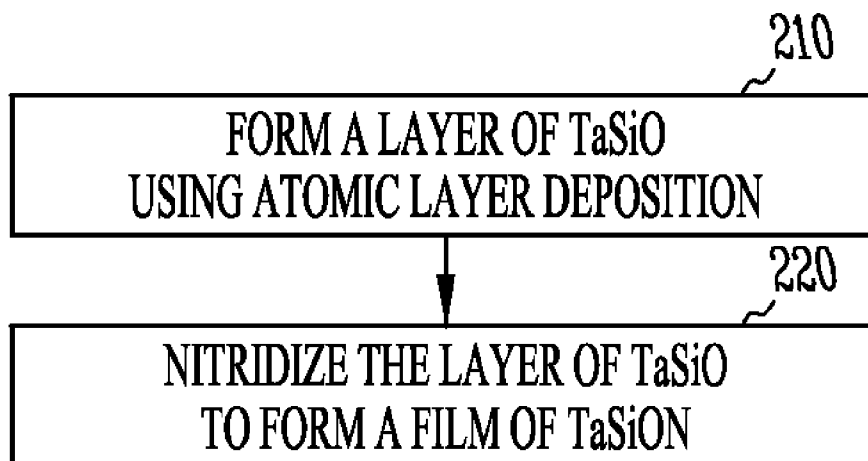 210
FORM A LAYER OF TaSiO
USING ATOMIC LAYER DEPOSITION
220
NITRIDIZE THE LAYER OF TaSiO
TO FORM A FILM OF TaSiON